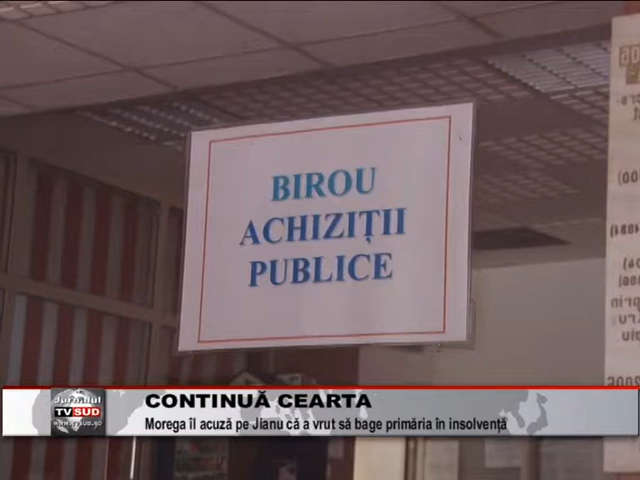 BIROU
ACHIZIȚII
PUBLICE
Jurnalul
TV SUD
CONTINUĂ CEARTA
Morega îl acuză pe Jianu că a vrut să bage primăria în insolvență